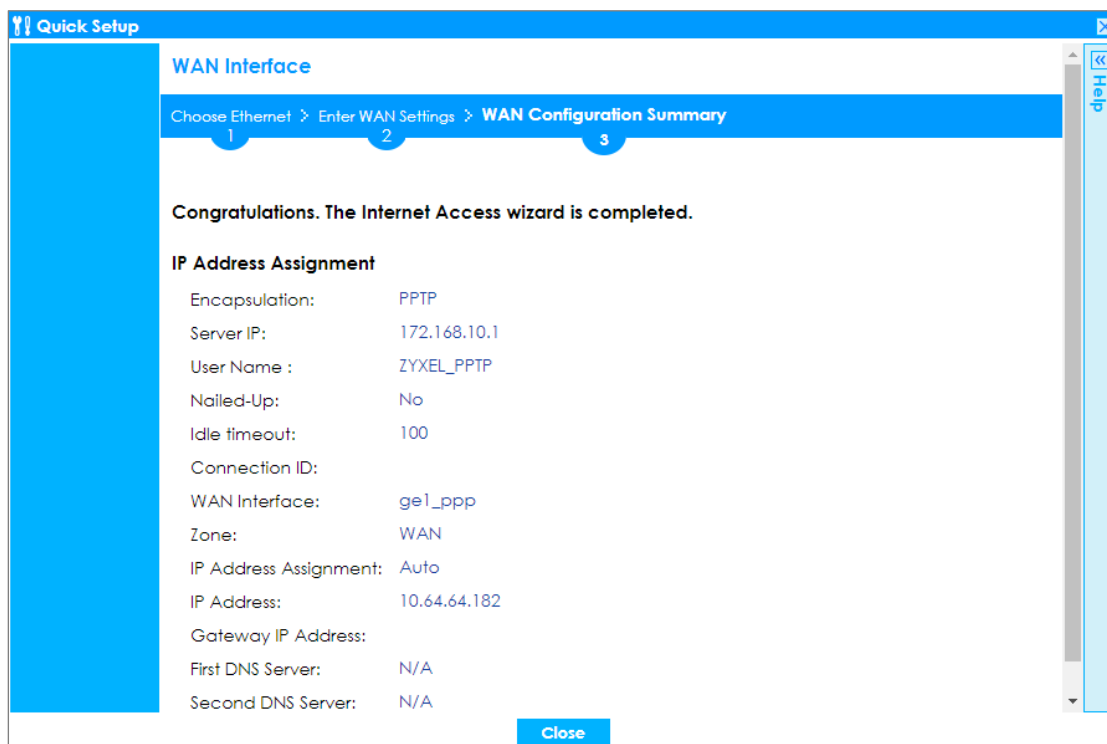 Quick Setup
Help
WAN Interface
Choose Ethernet > Enter WAN Settings > WAN Configuration Summary
1 2 3
Congratulations. The Internet Access wizard is completed.
IP Address Assignment
Encapsulation: PPTP
Server IP: 172.168.10.1
User Name : ZYXEL_PPTP
Nailed-Up: No
Idle timeout: 100
Connection ID:
WAN Interface: ge1_ppp
Zone: WAN
IP Address Assignment: Auto
IP Address: 10.64.64.182
Gateway IP Address:
First DNS Server: N/A
Second DNS Server: N/A
Close